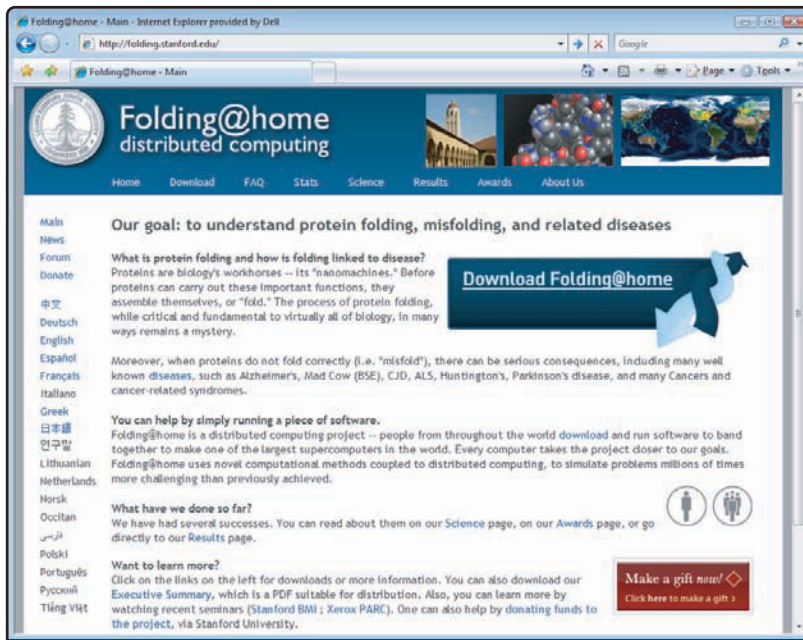 Folding@home - Main - Internet Explorer provided by Dell
http://folding.stanford.edu/
Google
Folding@home - Main
Page
Tools
Folding@home
distributed computing
Home Download FAQ Stats Science Results Awards About Us
Main
News
Forum
Donate
中文
Deutsch
English
Español
Français
Italiano
Greek
日本語
연구말
Lithuanian
Netherlands
Norsk
Occitan
فارسی
Polski
Português
Русский
Tiếng Việt
Our goal: to understand protein folding, misfolding, and related diseases
What is protein folding and how is folding linked to disease?
Proteins are biology's workhorses -- its "nanomachines." Before
proteins can carry out these important functions, they
assemble themselves, or "fold." The process of protein folding,
while critical and fundamental to virtually all of biology, in many
ways remains a mystery.
Download Folding@home
Moreover, when proteins do not fold correctly (i.e. "misfold"), there can be serious consequences, including many well
known diseases, such as Alzheimer's, Mad Cow (BSE), CJD, ALS, Huntington's, Parkinson's disease, and many Cancers and
cancer-related syndromes.
You can help by simply running a piece of software.
Folding@home is a distributed computing project -- people from throughout the world download and run software to band
together to make one of the largest supercomputers in the world. Every computer takes the project closer to our goals.
Folding@home uses novel computational methods coupled to distributed computing, to simulate problems millions of times
more challenging than previously achieved.
What have we done so far?
We have had several successes. You can read about them on our Science page, on our Awards page, or go
directly to our Results page.
Want to learn more?
Click on the links on the left for downloads or more information. You can also download our
Executive Summary, which is a PDF suitable for distribution. Also, you can learn more by
watching recent seminars (Stanford BMI ; Xerox PARC). One can also help by donating funds to
the project, via Stanford University.
Make a gift now!
Click here to make a gift ›